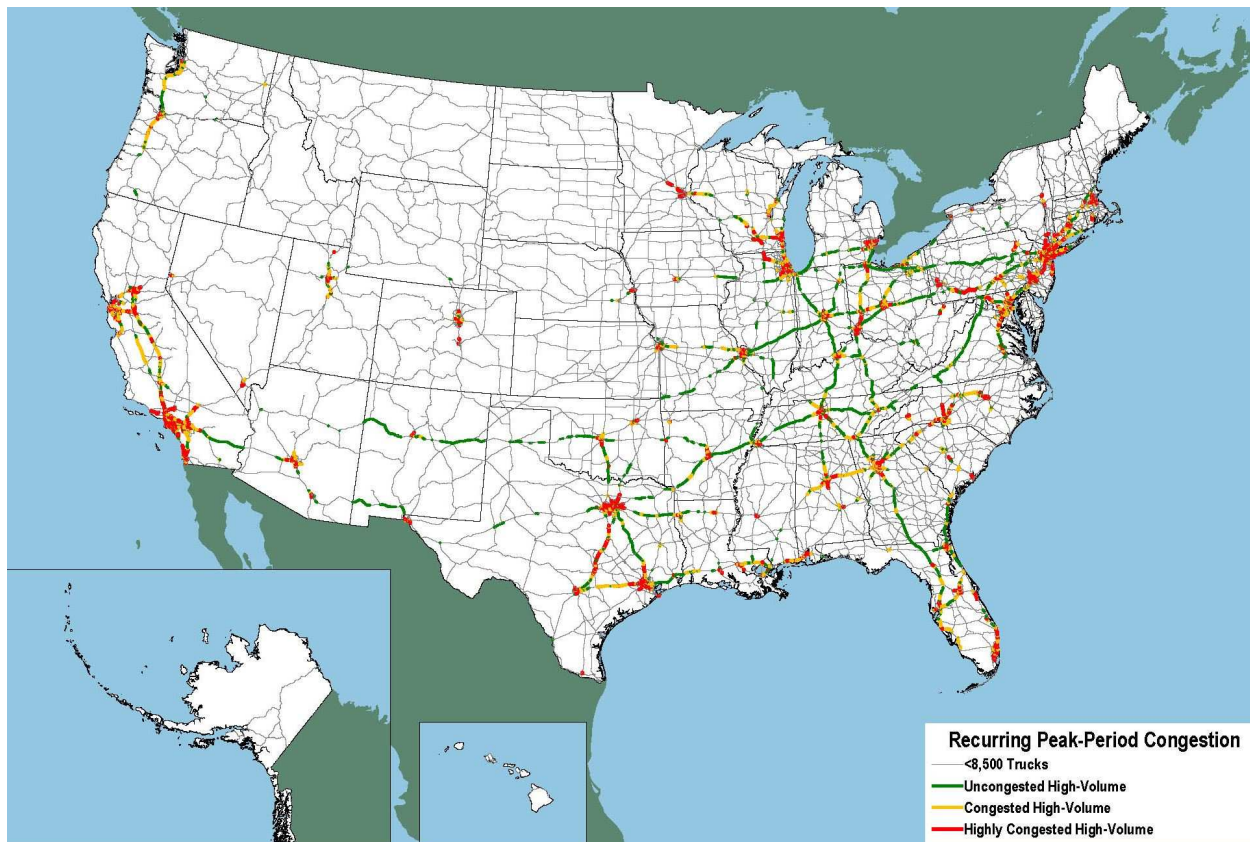 Recurring Peak-Period Congestion
<8,500 Trucks
Uncongested High-Volume
Congested High-Volume
Highly Congested High-Volume